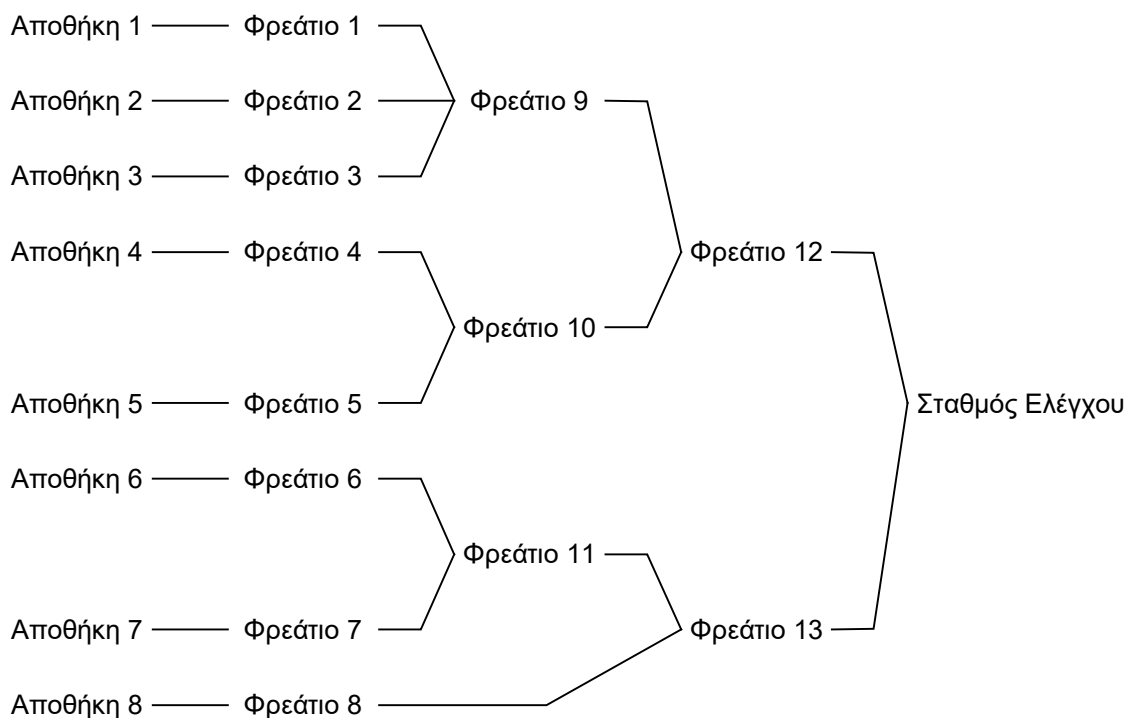 Αποθήκη 1 Φρεάτιο 1
Αποθήκη 2 Φρεάτιο 2 Φρεάτιο 9
Αποθήκη 3 Φρεάτιο 3
Αποθήκη 4 Φρεάτιο 4 Φρεάτιο 12
Φρεάτιο 10
Αποθήκη 5 Φρεάτιο 5 Σταθμός Ελέγχου
Αποθήκη 6 Φρεάτιο 6
Φρεάτιο 11
Αποθήκη 7 Φρεάτιο 7 Φρεάτιο 13
Αποθήκη 8 Φρεάτιο 8